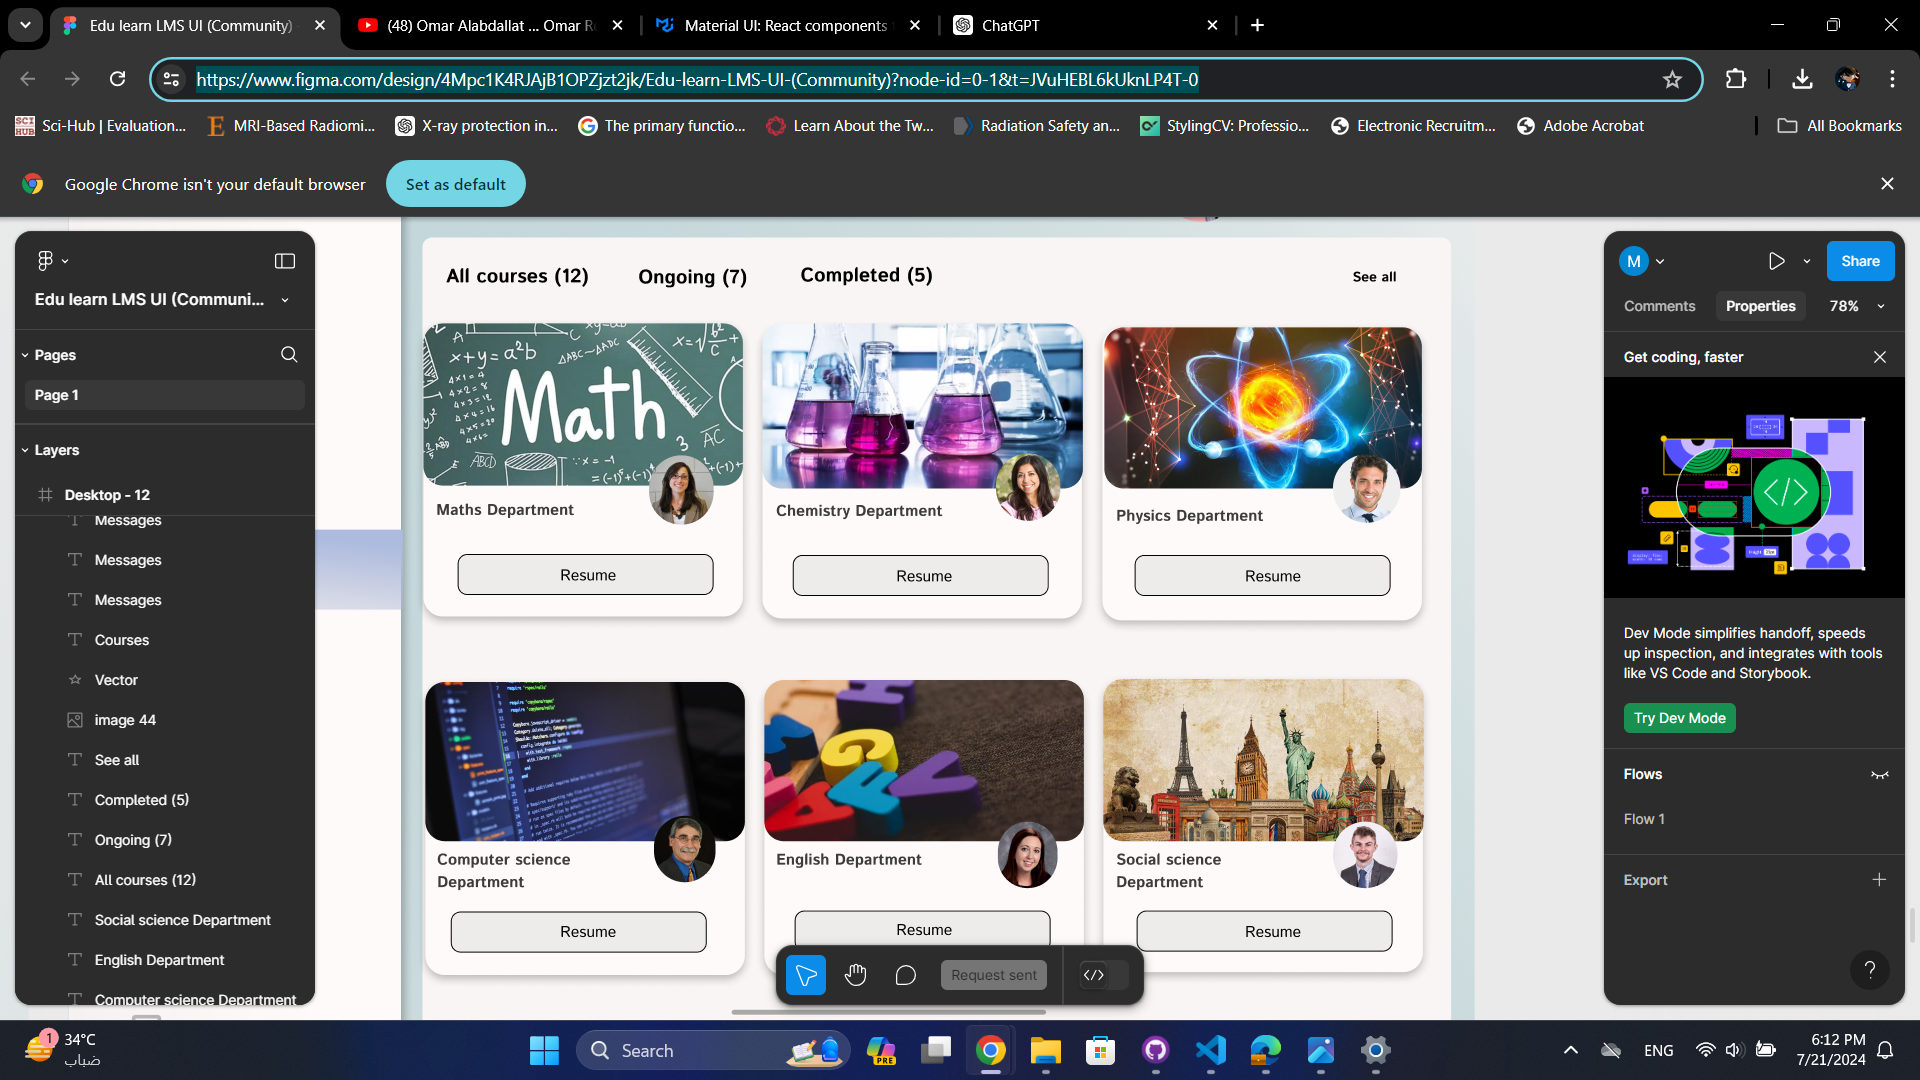 Edu learn LMS UI (Community)
(48) Omar Alabdallat ... Omar R
Material UI: React components
ChatGPT
https://www.figma.com/design/4Mpc1K4RJAjB1OPZjzt2jk/Edu-learn-LMS-UI-(Community)?node-id=0-1&t=JVuHEBL6kUknLP4T-0
SCI HUB Sci-Hub | Evaluation...
MRI-Based Radiomi...
X-ray protection in...
The primary functio...
Learn About the Tw...
Radiation Safety an...
StylingCV: Professio...
Electronic Recruitm...
Adobe Acrobat
All Bookmarks
Google Chrome isn't your default browser
Set as default
Edu learn LMS UI (Communi...
Pages
Page 1
Layers
Desktop - 12
Messages
Messages
Messages
Courses
Vector
image 44
See all
Completed (5)
Ongoing (7)
All courses (12)
Social science Department
English Department
Computer science Department
All courses (12)
Ongoing (7)
Completed (5)
See all
Math
Maths Department
Resume
Chemistry Department
Resume
Physics Department
Resume
Computer science
Department
Resume
English Department
Resume
Social science
Department
Resume
Request sent
M
Share
Comments
Properties
78%
Get coding, faster
Dev Mode simplifies handoff, speeds
up inspection, and integrates with tools
like VS Code and Storybook.
Try Dev Mode
Flows
Flow 1
Export
?
1
34°C
ضباب
Search
PRE
ENG
6:12 PM
7/21/2024